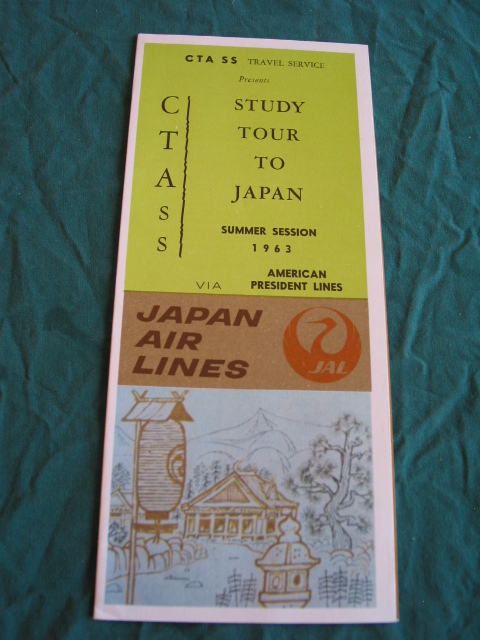 CTA SS TRAVEL SERVICE
Presents
CTASS
STUDY
TOUR
TO
JAPAN
SUMMER SESSION
1963
VIA
AMERICAN
PRESIDENT LINES
JAPAN
AIR
LINES
JAL